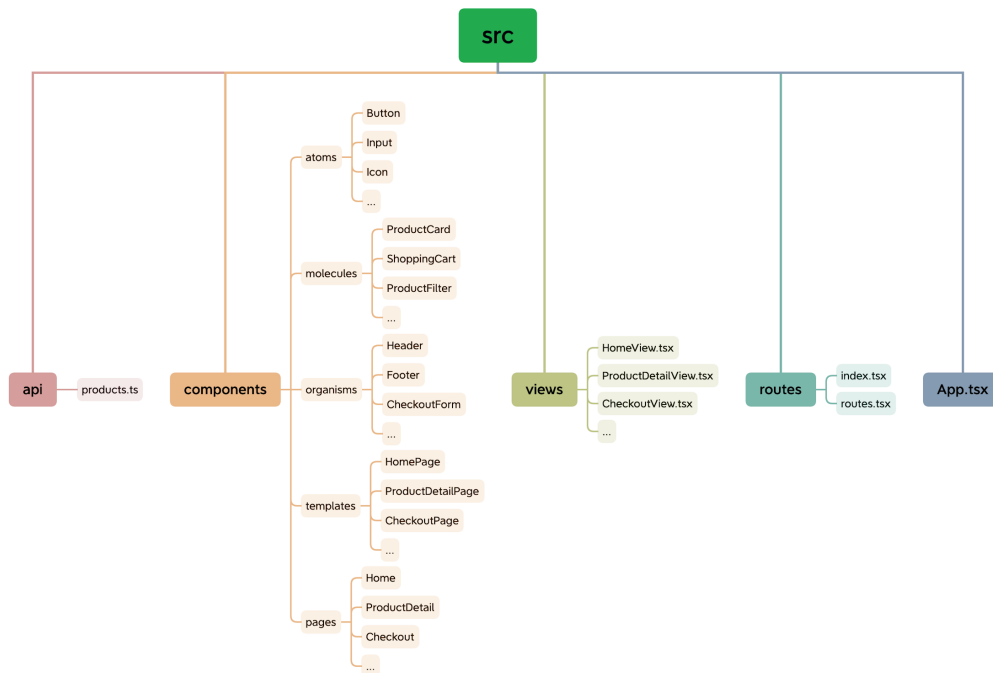 src
api
products.ts
components
atoms
Button
Input
Icon
...
molecules
ProductCard
ShoppingCart
ProductFilter
...
organisms
Header
Footer
CheckoutForm
...
templates
HomePage
ProductDetailPage
CheckoutPage
...
pages
Home
ProductDetail
Checkout
...
views
HomeView.tsx
ProductDetailView.tsx
CheckoutView.tsx
...
routes
index.tsx
routes.tsx
App.tsx